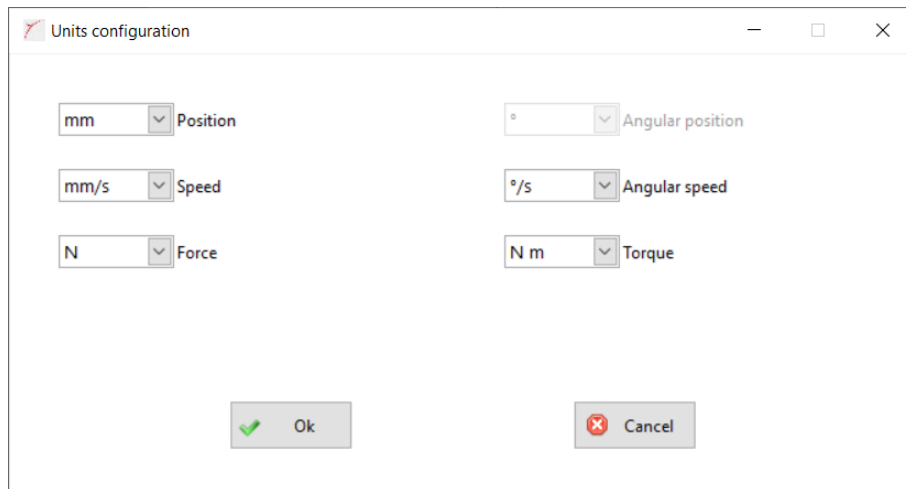 Units configuration
mm Position ° Angular position
mm/s Speed °/s Angular speed
N Force N m Torque
Ok Cancel